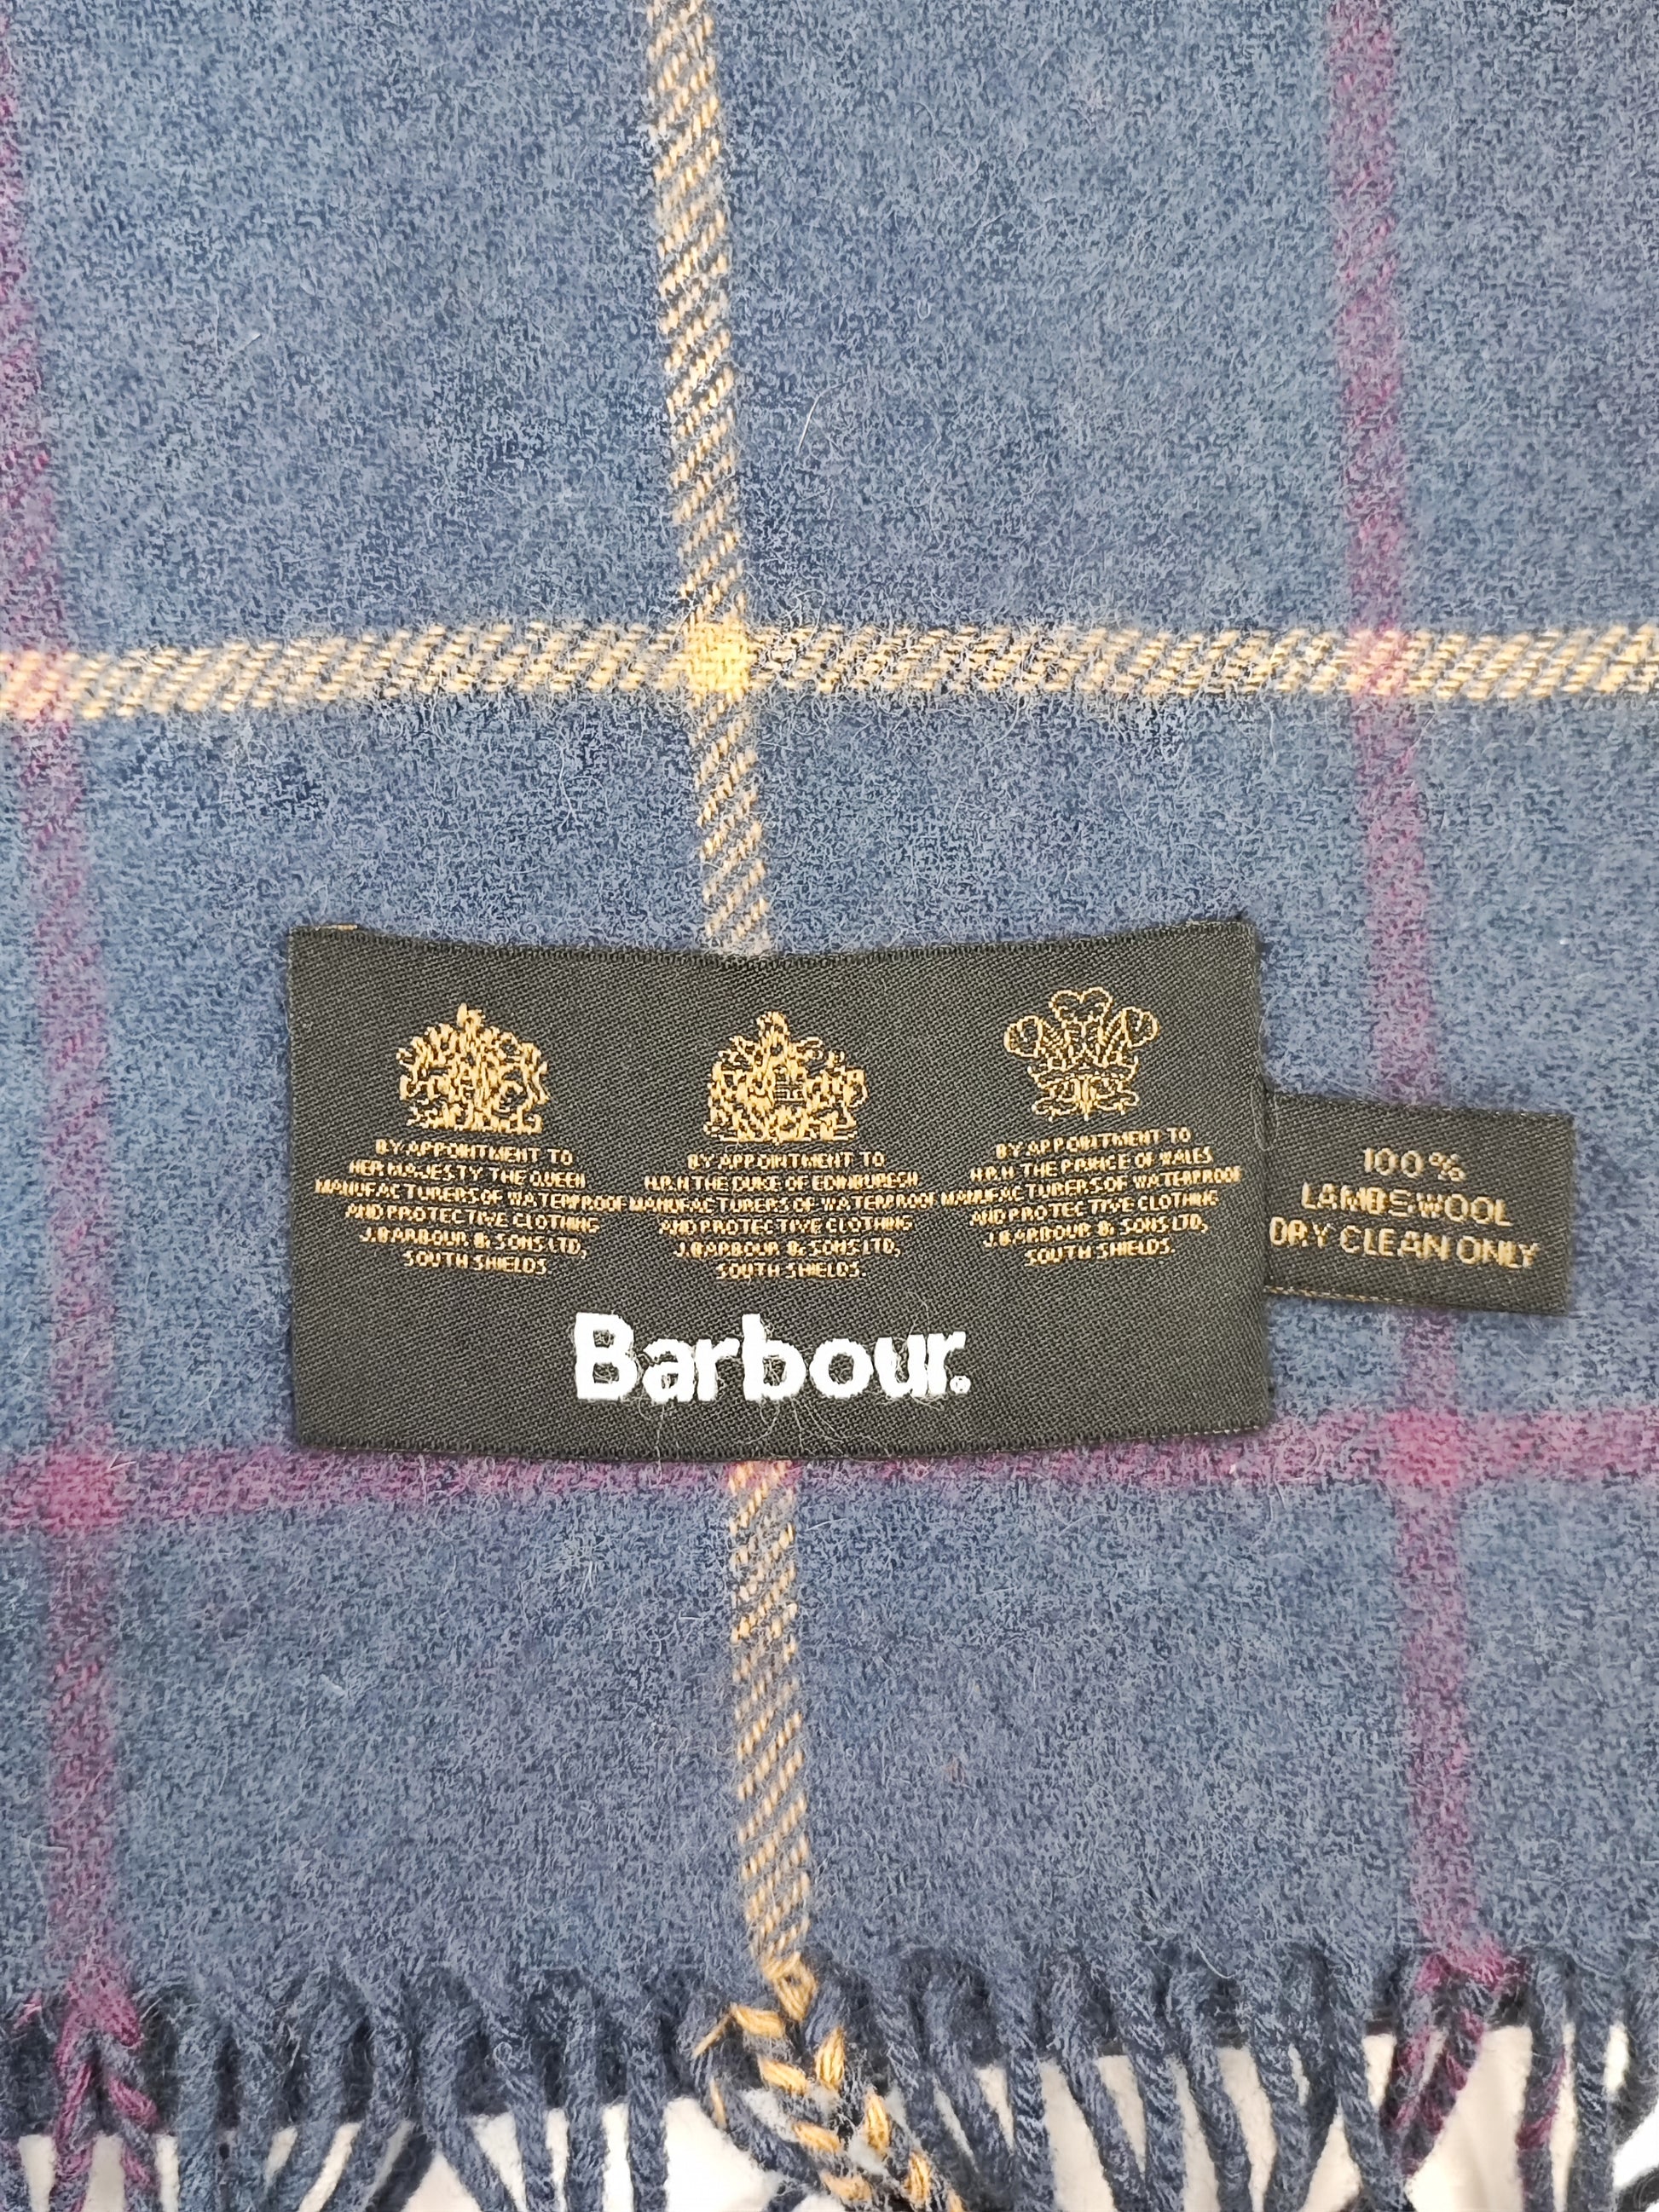 BY APPOINTMENT TO
HER MAJESTY THE QUEEN
MANUFACTURERS OF WATERPROOF
AND PROTECTIVE CLOTHING
J.BARBOUR & SONS LTD,
SOUTH SHIELDS
BY APPOINTMENT TO
H.R.H THE DUKE OF EDINBURGH
MANUFACTURERS OF WATERPROOF
AND PROTECTIVE CLOTHING
J.BARBOUR & SONS LTD,
SOUTH SHIELDS.
BY APPOINTMENT TO
H.R.H THE PRINCE OF WALES
MANUFACTURERS OF WATERPROOF
AND PROTECTIVE CLOTHING
J.BARBOUR & SONS LTD,
SOUTH SHIELDS.
Barbour.
100%
LAMBSWOOL
DRY CLEAN ONLY